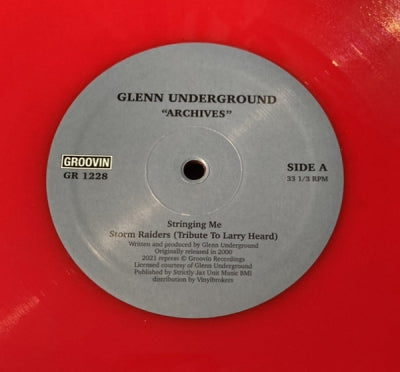 GLENN UNDERGROUND
"ARCHIVES"
GROOVIN
GR 1228
SIDE A
33 1/3 RPM
Stringing Me
Storm Raiders (Tribute To Larry Heard)
Written and produced by Glenn Underground
Originally released in 2000
2021 repress © Groovin Recordings
Licensed courtesy of Glenn Underground
Published by Strictly Jaz Unit Music BMI
distribution by Vinylbrokers